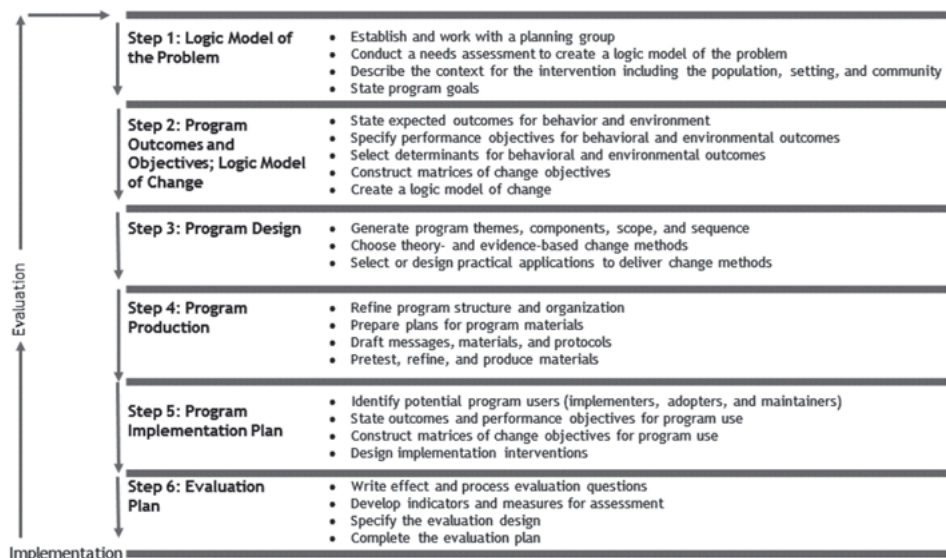 Step 1: Logic Model of
the Problem
• Establish and work with a planning group
• Conduct a needs assessment to create a logic model of the problem
• Describe the context for the intervention including the population, setting, and community
• State program goals
Step 2: Program
Outcomes and
Objectives; Logic Model
of Change
• State expected outcomes for behavior and environment
• Specify performance objectives for behavioral and environmental outcomes
• Select determinants for behavioral and environmental outcomes
• Construct matrices of change objectives
• Create a logic model of change
Step 3: Program Design
• Generate program themes, components, scope, and sequence
• Choose theory- and evidence-based change methods
• Select or design practical applications to deliver change methods
Step 4: Program
Production
• Refine program structure and organization
• Prepare plans for program materials
• Draft messages, materials, and protocols
• Pretest, refine, and produce materials
Step 5: Program
Implementation Plan
• Identify potential program users (implementers, adopters, and maintainers)
• State outcomes and performance objectives for program use
• Construct matrices of change objectives for program use
• Design implementation interventions
Step 6: Evaluation
Plan
• Write effect and process evaluation questions
• Develop indicators and measures for assessment
• Specify the evaluation design
• Complete the evaluation plan
Evaluation
Implementation